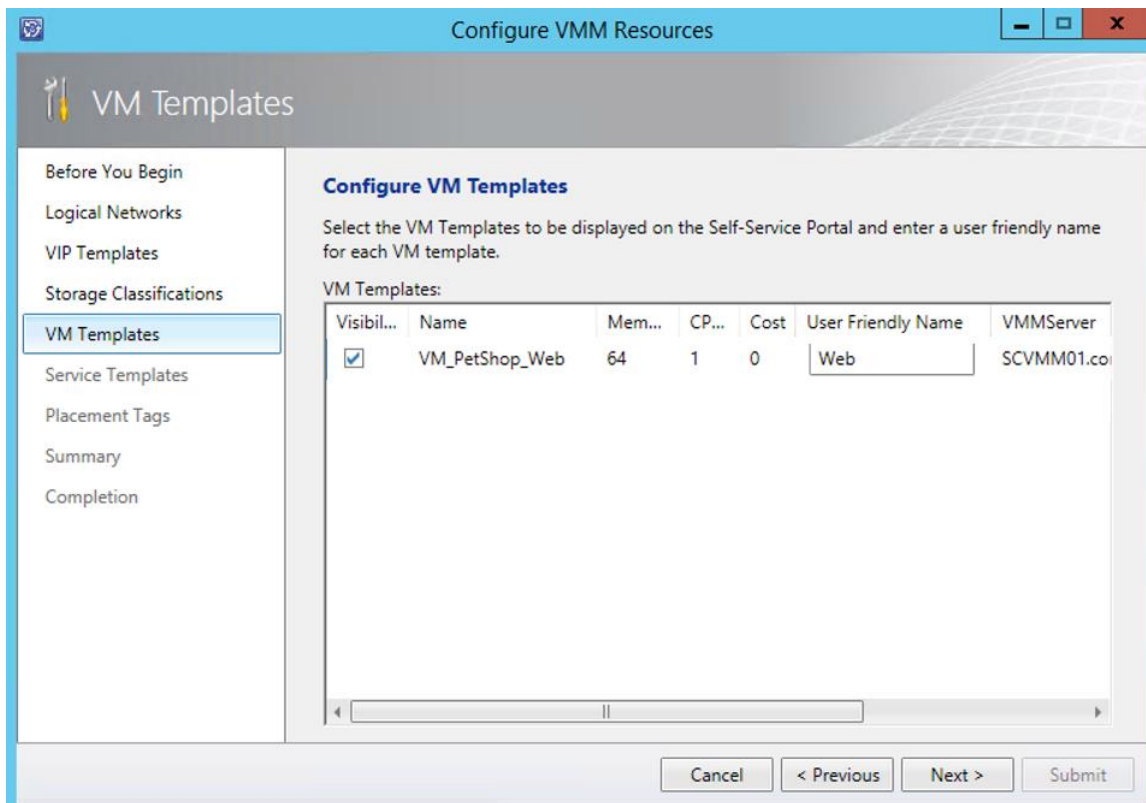 Configure VMM Resources
VM Templates
Before You Begin
Logical Networks
VIP Templates
Storage Classifications
VM Templates
Service Templates
Placement Tags
Summary
Completion
Configure VM Templates
Select the VM Templates to be displayed on the Self-Service Portal and enter a user friendly name
for each VM template.
VM Templates:
Visibil... Name Mem... CP... Cost User Friendly Name VMMServer
VM_PetShop_Web 64 1 0 Web SCVMM01.co
Cancel < Previous Next > Submit